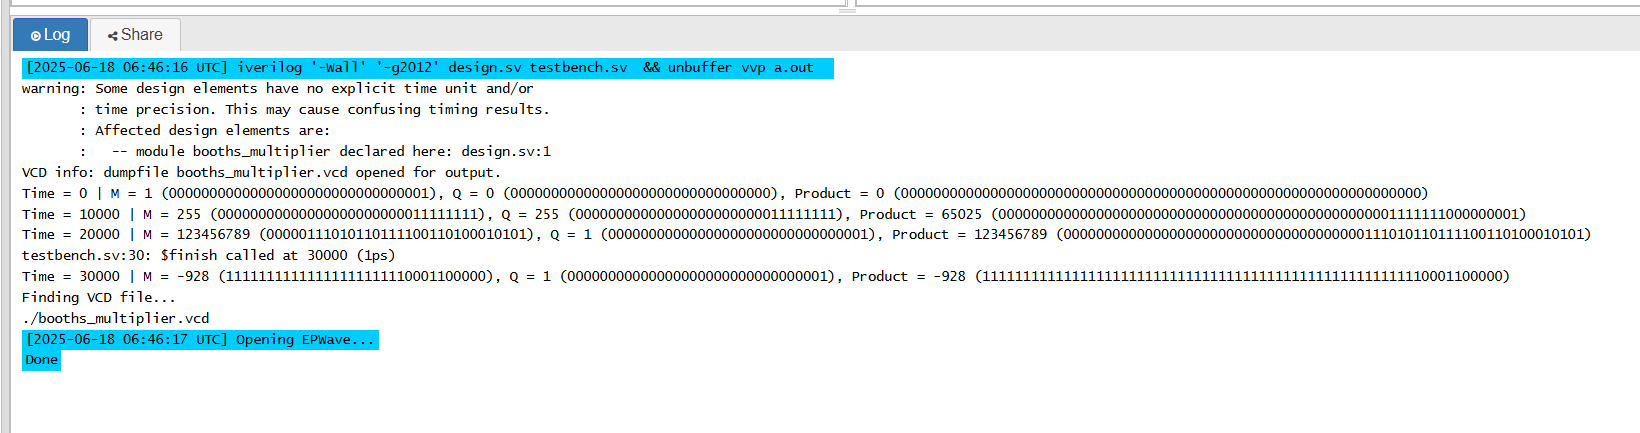 Log
Share
[2025-06-18 06:46:16 UTC] iverilog '-Wall' '-g2012' design.sv testbench.sv && unbuffer vvp a.out
warning: Some design elements have no explicit time unit and/or
: time precision. This may cause confusing timing results.
: Affected design elements are:
: -- module booths_multiplier declared here: design.sv:1
VCD info: dumpfile booths_multiplier.vcd opened for output.
Time = 0 | M = 1 (00000000000000000000000000000001), Q = 0 (00000000000000000000000000000000), Product = 0 (0000000000000000000000000000000000000000000000000000000000000000)
Time = 10000 | M = 255 (00000000000000000000000011111111), Q = 255 (00000000000000000000000011111111), Product = 65025 (0000000000000000000000000000000000000000000000001111111000000001)
Time = 20000 | M = 123456789 (00000111010110111100110100010101), Q = 1 (00000000000000000000000000000001), Product = 123456789 (0000000000000000000000000000000000000111010110111100110100010101)
testbench.sv:30: $finish called at 30000 (1ps)
Time = 30000 | M = -928 (11111111111111111111110001100000), Q = 1 (00000000000000000000000000000001), Product = -928 (1111111111111111111111111111111111111111111111111111110001100000)
Finding VCD file...
./booths_multiplier.vcd
[2025-06-18 06:46:17 UTC] Opening EPWave...
Done